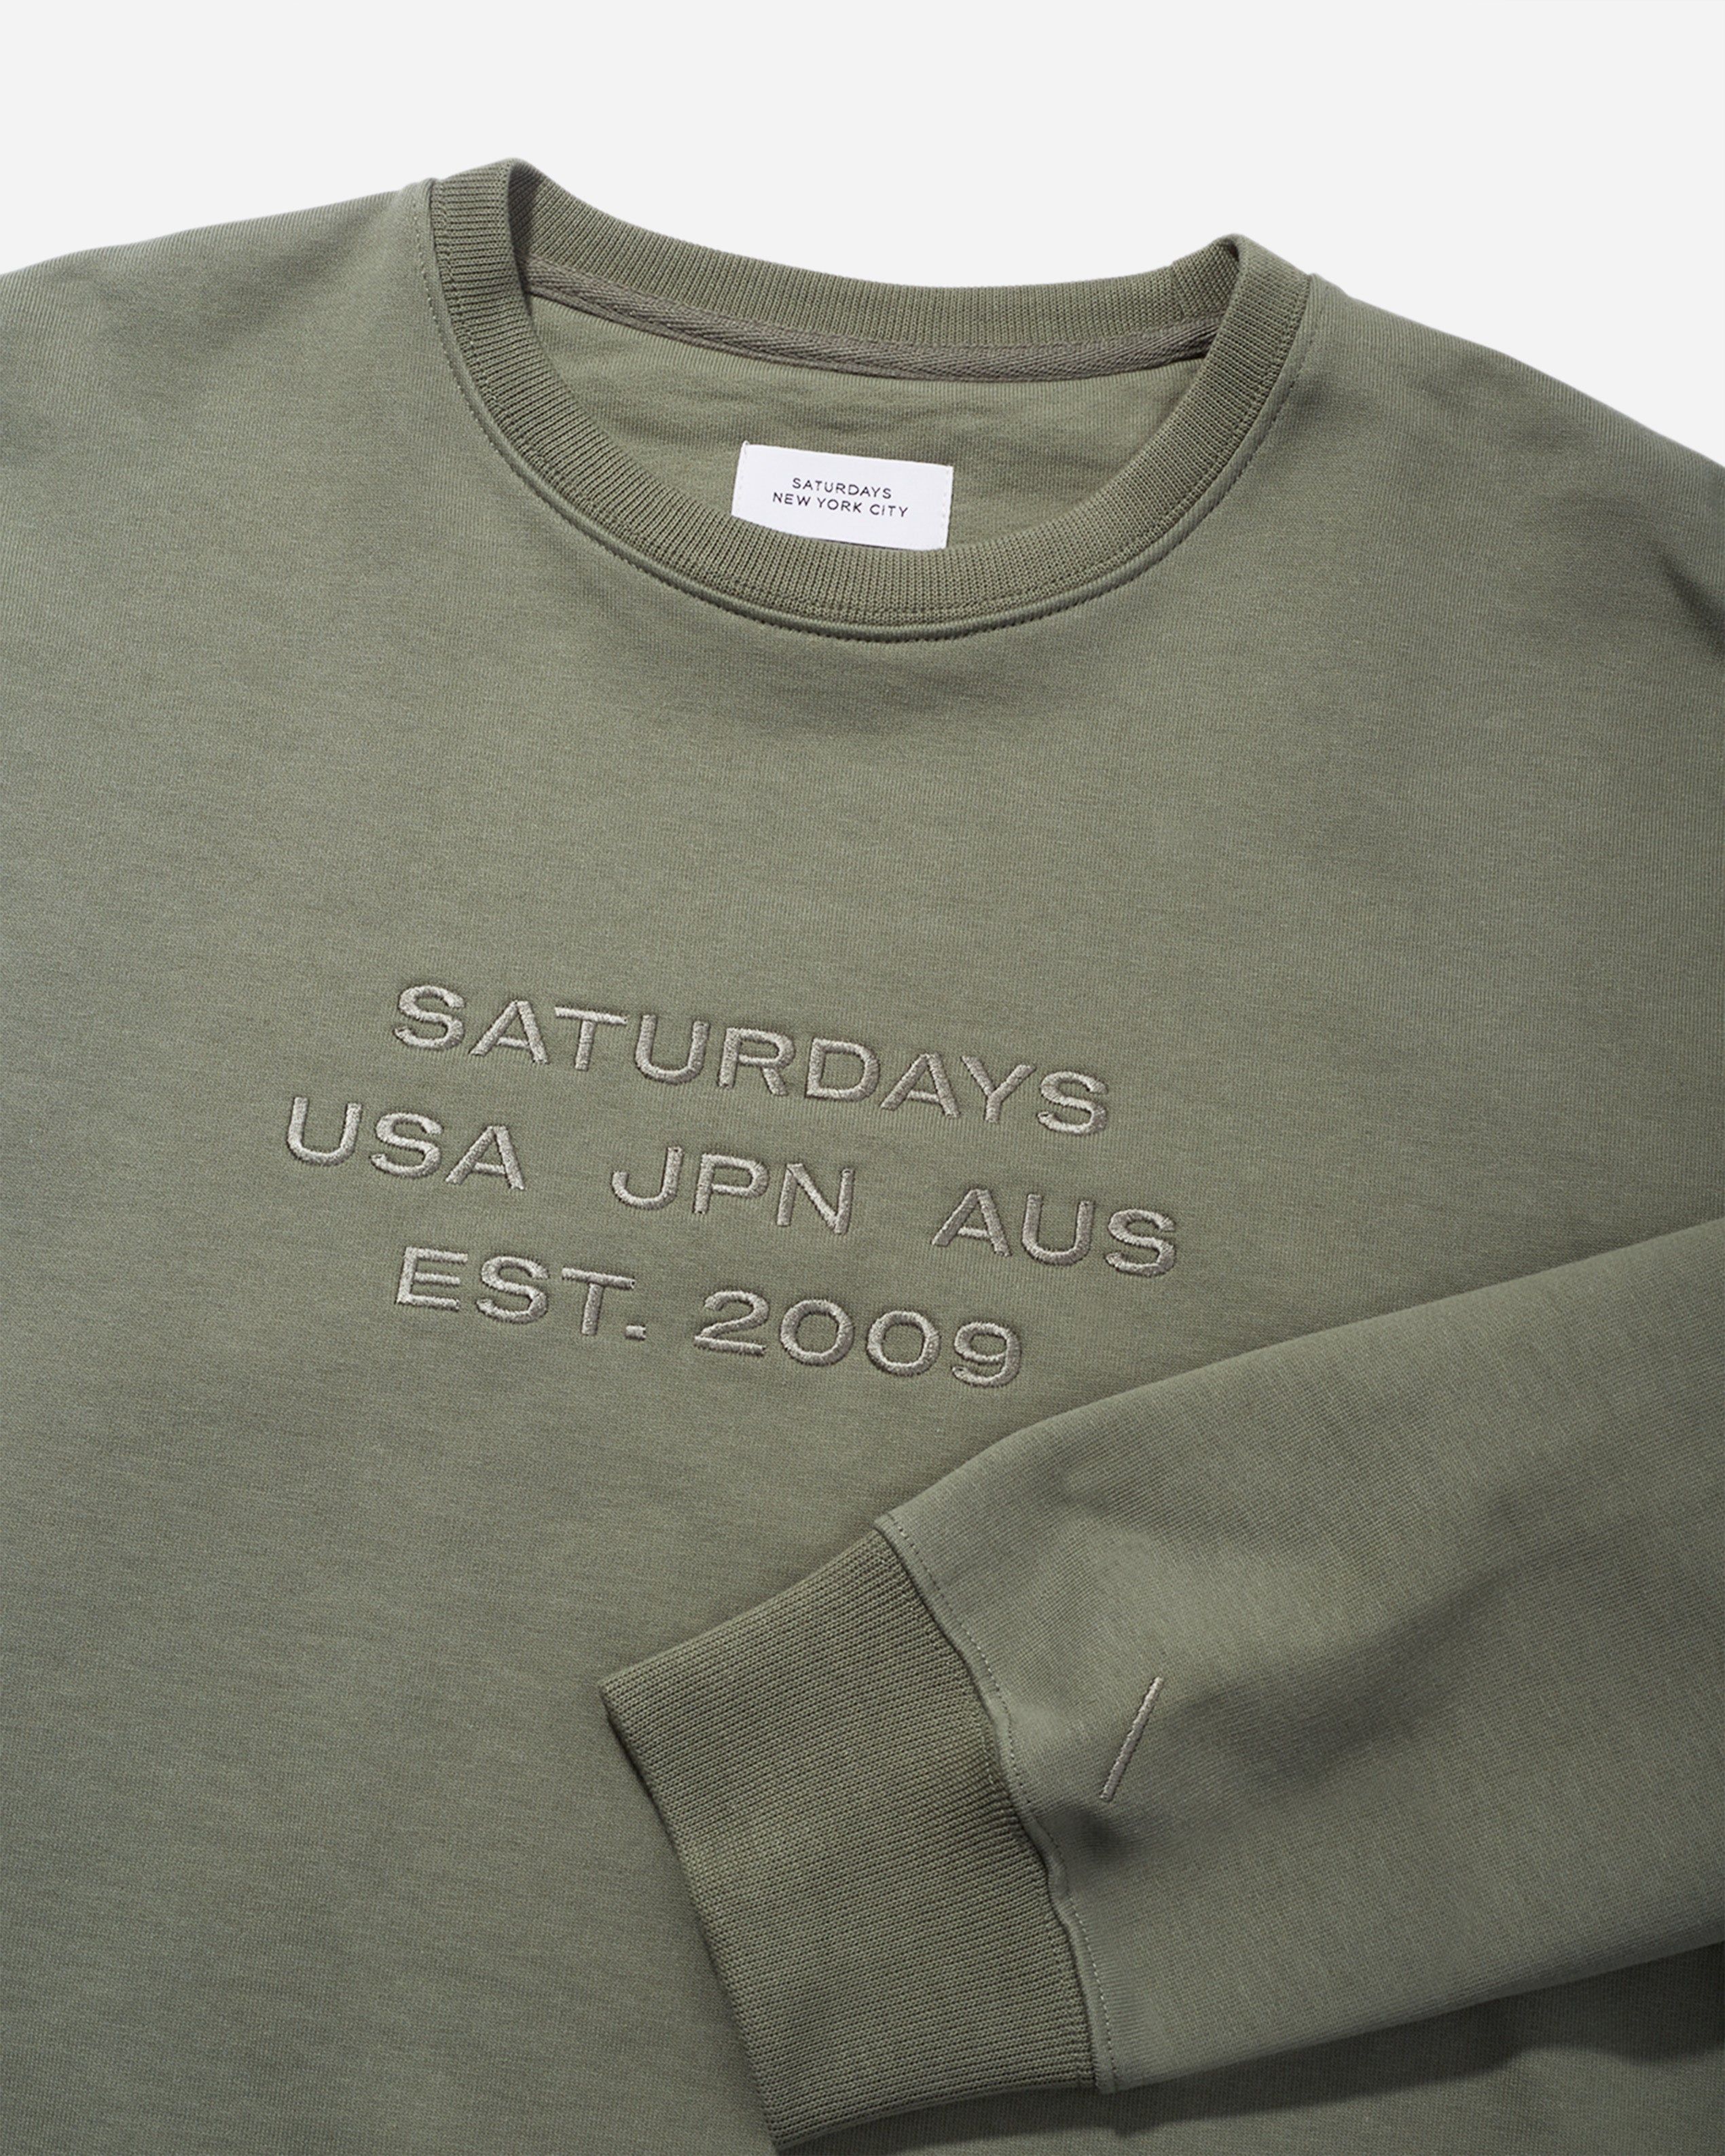 SATURDAYS
NEW YORK CITY
SATURDAYS
USA JPN AUS
EST. 2009
/